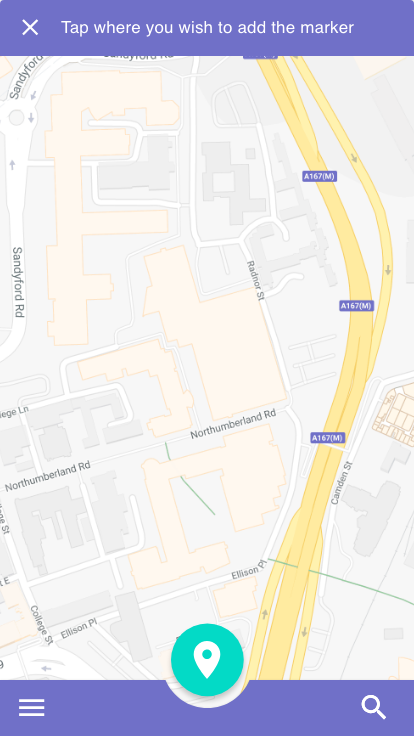 Tap where you wish to add the marker
Sandyford Rd
Sandyford
A167(M)
Sandyford Rd
Radnor St
A167(M)
Northumberland Rd
A167(M)
Northumberland Rd
Camden St
Ellison Pl
College St
Ellison Pl